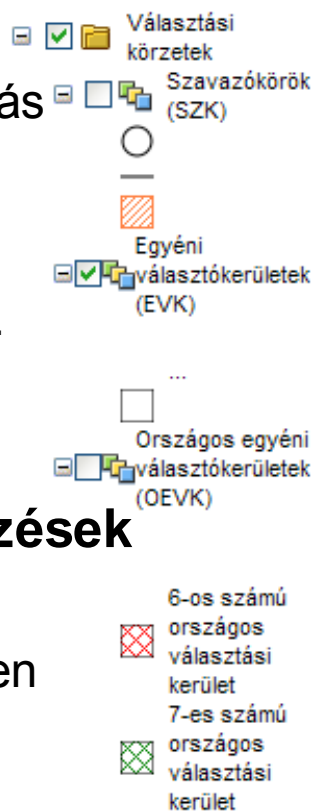 Választási
körzetek
ás
Szavazókörök
(SZK)
Egyéni
választókerületek
(EVK)
...
Országos egyéni
választókerületek
(OEVK)
zések
6-os számú
országos
választási
kerület
en
7-es számú
országos
választási
kerület